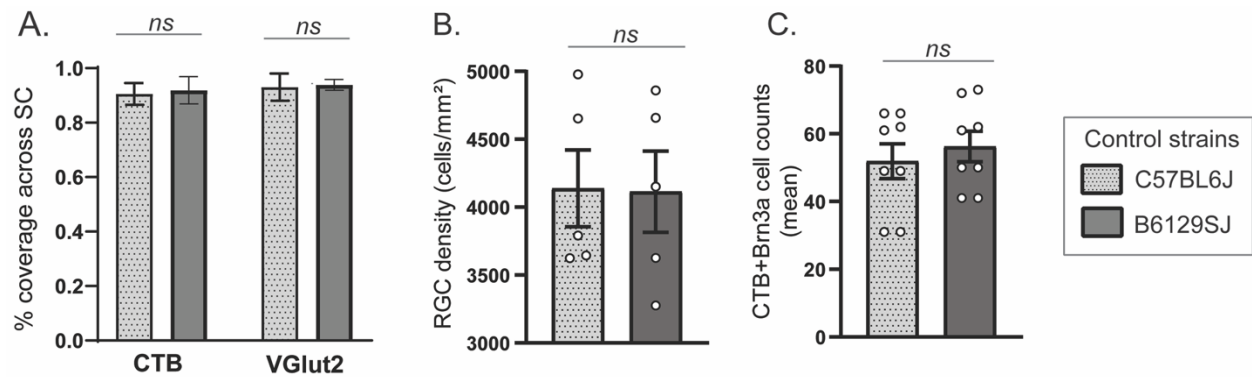 A.
ns
ns
% coverage across SC
1.0
0.8
0.6
0.4
0.2
0.0
CTB
VGlut2
B.
ns
RGC density (cells/mm²)
5000
4500
4000
3500
3000
C.
ns
CTB+Brn3a cell counts
(mean)
80
60
40
20
0
Control strains
C57BL6J
B6129SJ